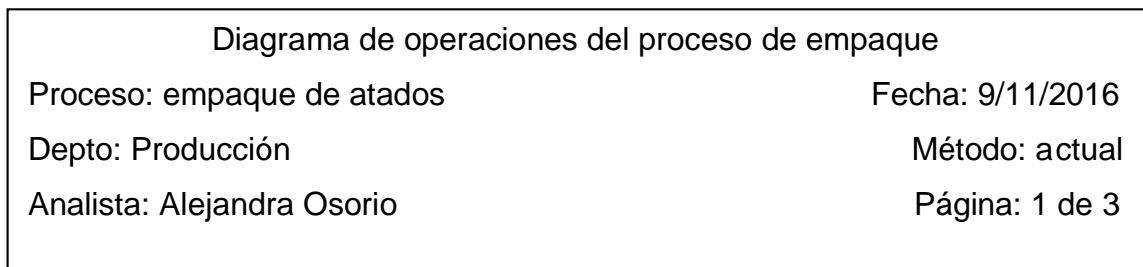 Diagrama de operaciones del proceso de empaque
Proceso: empaque de atados Fecha: 9/11/2016
Depto: Producción Método: actual
Analista: Alejandra Osorio Página: 1 de 3